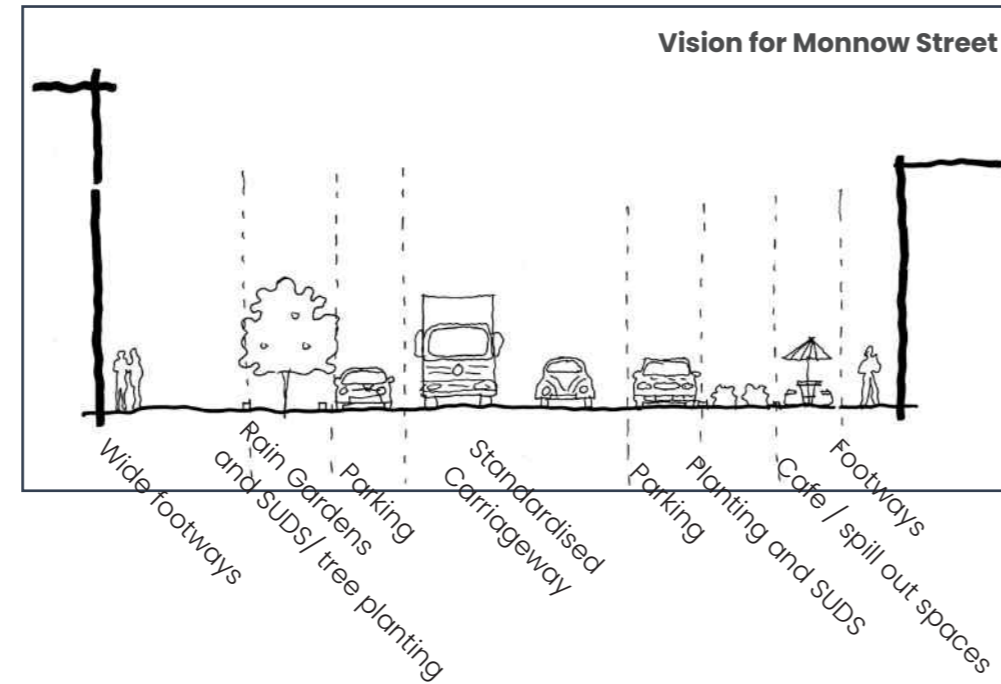 Vision for Monnow Street
Wide footways
Rain Gardens
and SUDS/ tree planting
Parking
Standardised
Carriageway
Parking
Planting and SUDS
Cafe / spill out spaces
Footways